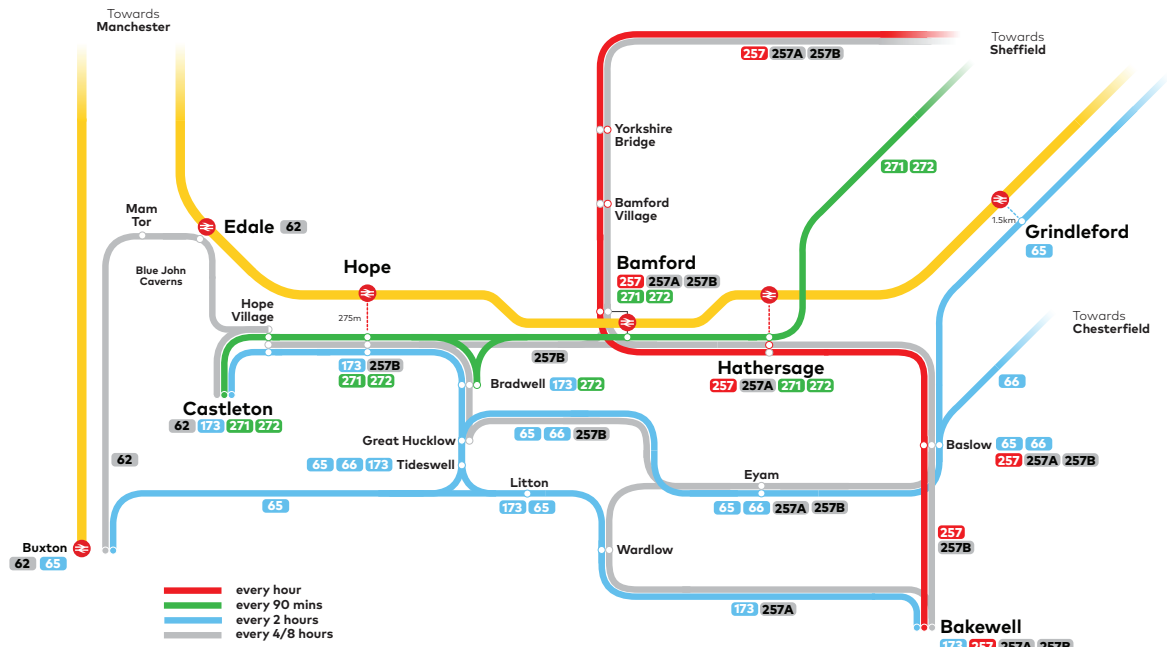 Towards
Manchester
Towards
Sheffield
257 257A 257B
Yorkshire
Bridge
271 272
Mam
Tor
Bamford
Village
1.5km
Edale 62
Grindleford
65
Blue John
Caverns
Hope
Bamford
257 257A 257B
271 272
Hope
Village
275m
Towards
Chesterfield
257B
173 257B
271 272
Hathersage
257 257A 271 272
Bradwell 173 272
66
Castleton
62 173 271 272
Great Hucklow
65 66 257B
Baslow 65 66
257 257A 257B
62
65 66 173 Tideswell
Litton
173 65
Eyam
65 66 257A 257B
65
257
257B
Buxton
62 65
Wardlow
every hour
every 90 mins
every 2 hours
every 4/8 hours
173 257A
Bakewell
173 257 257A 257B